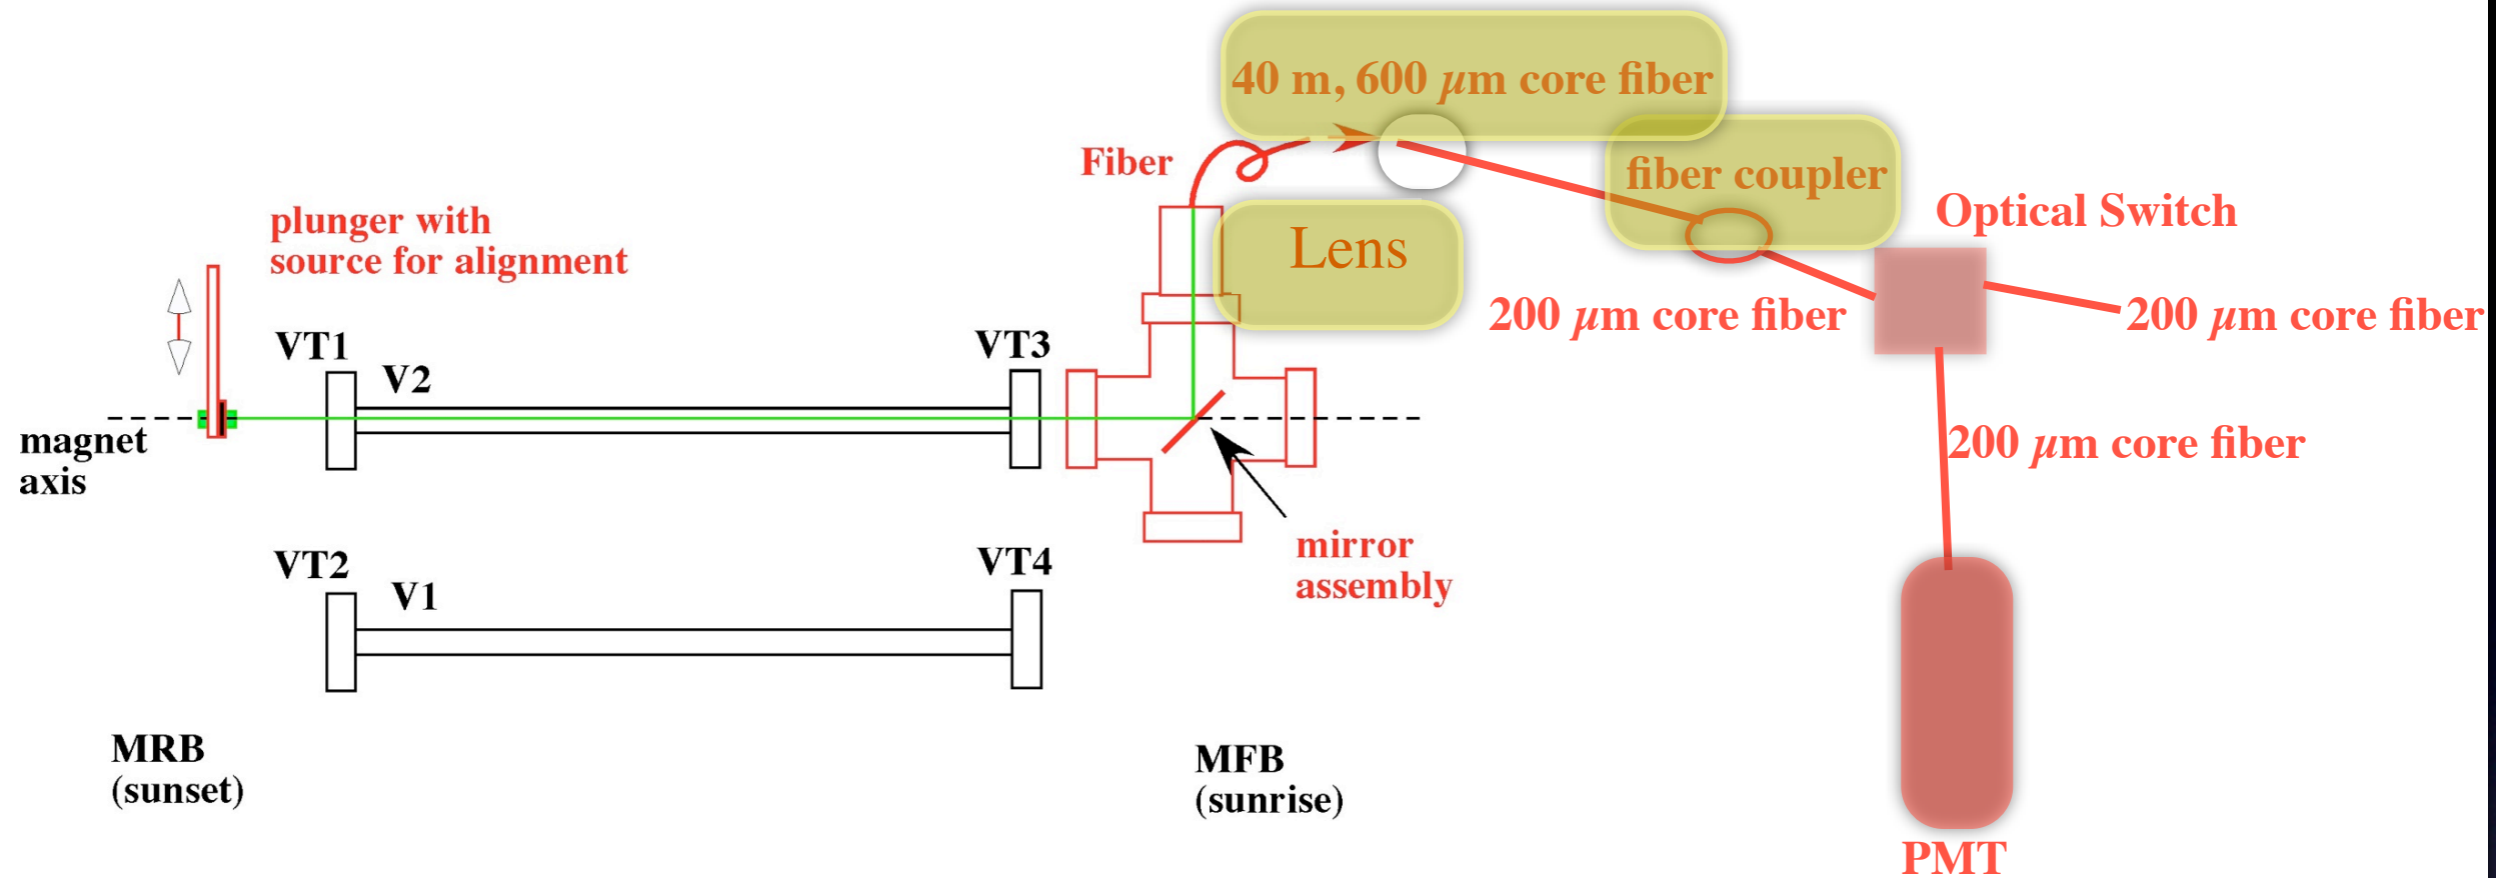 40 m, 600 µm core fiber
Fiber
fiber coupler
plunger with
source for alignment
Lens
Optical Switch
200 µm core fiber
200 µm core fiber
VT1
V2
VT3
magnet
axis
200 µm core fiber
mirror
assembly
VT2
V1
VT4
MRB
(sunset)
MFB
(sunrise)
PMT